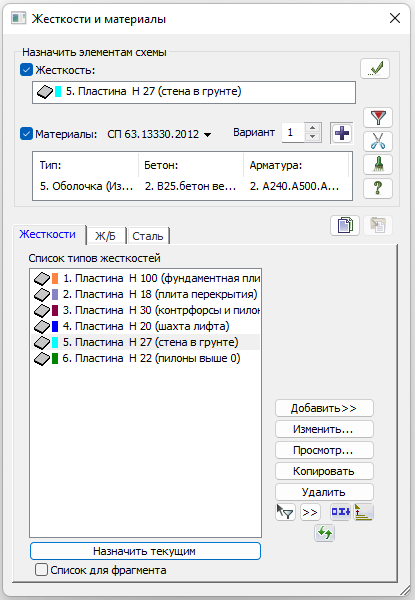 Жесткости и материалы
Назначить элементам схемы
Жесткость:
5. Пластина H 27 (стена в грунте)
Материалы: СП 63.13330.2012 Вариант 1
Тип: Бетон: Арматура:
5. Оболочка (Из... 2. B25.бетон ве... 2. A240.A500.A...
?
Жесткости Ж/Б Сталь
Список типов жесткостей
1. Пластина H 100 (фундаментная пли
2. Пластина H 18 (плита перекрытия)
3. Пластина H 30 (контрфорсы и пилон
4. Пластина H 20 (шахта лифта)
5. Пластина H 27 (стена в грунте)
6. Пластина H 22 (пилоны выше 0)
Добавить>>
Изменить...
Просмотр...
Копировать
Удалить
>>
Назначить текущим
Список для фрагмента